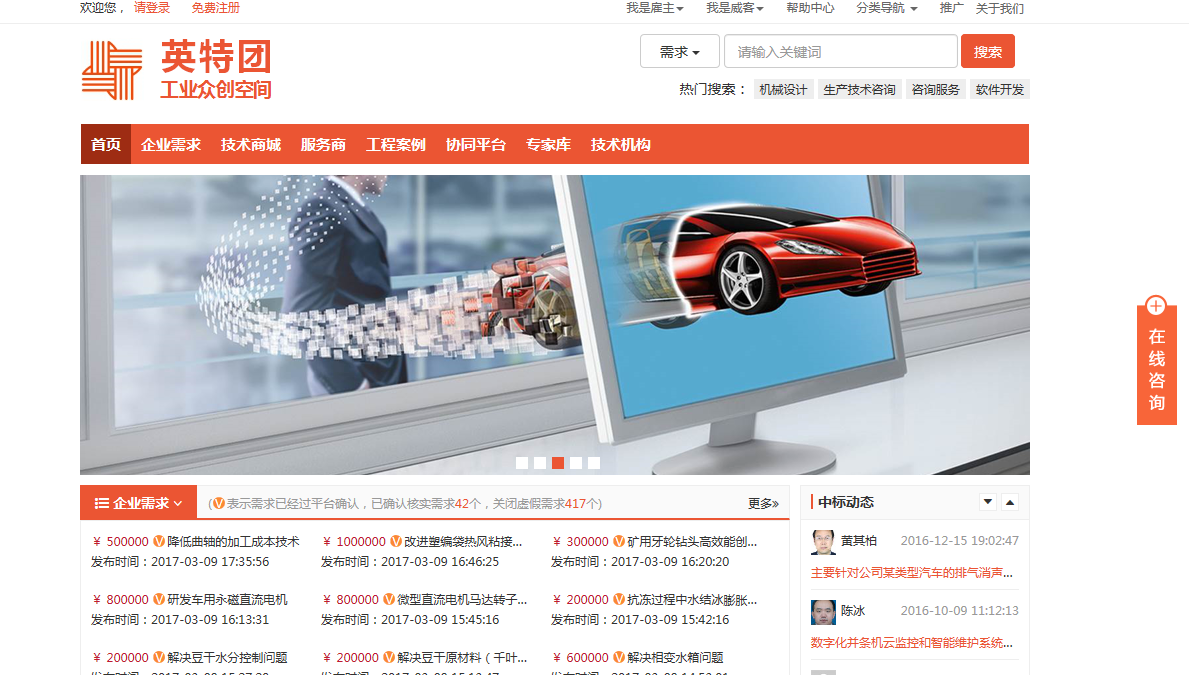 欢迎您， 请登录 免费注册
我是雇主 我是威客 帮助中心 分类导航 推广 关于我们
英特团
工业众创空间
需求 请输入关键词 搜索
热门搜索： 机械设计 生产技术咨询 咨询服务 软件开发
首页 企业需求 技术商城 服务商 工程案例 协同平台 专家库 技术机构
在线咨询
企业需求 (V表示需求已经过平台确认，已确认核实需求42个，关闭虚假需求417个) 更多»
¥ 500000 V降低曲轴的加工成本技术
发布时间：2017-03-09 17:35:56
¥ 1000000 V改进塑编袋热风粘接...
发布时间：2017-03-09 16:46:25
¥ 300000 V矿用牙轮钻头高效能创...
发布时间：2017-03-09 16:20:20
¥ 800000 V研发车用永磁直流电机
发布时间：2017-03-09 16:13:31
¥ 800000 V微型直流电机马达转子...
发布时间：2017-03-09 15:45:16
¥ 200000 V抗冻过程中水结冰膨胀...
发布时间：2017-03-09 15:42:16
¥ 200000 V解决豆干水分控制问题
¥ 200000 V解决豆干原材料（千叶...
¥ 600000 V解决相变水箱问题
中标动态
黄其柏 2016-12-15 19:02:47
主要针对公司某类型汽车的排气消声...
陈冰 2016-10-09 11:12:13
数字化并条机云监控和智能维护系统...